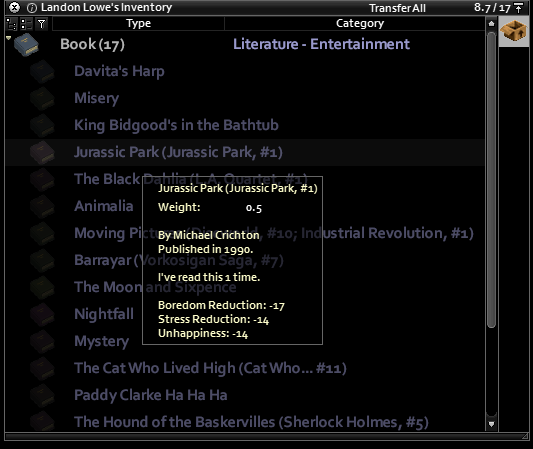 Landon Lowe's Inventory
Transfer All
8.7 / 17
Type
Category
Book (17)
Literature - Entertainment
Davita's Harp
Misery
King Bidgood's in the Bathtub
Jurassic Park (Jurassic Park, #1)
The Black Dahlia (L.A. Quartet, #1)
Jurassic Park (Jurassic Park, #1)
Weight: 0.5
By Michael Crichton
Published in 1990.
I've read this 1 time.
Boredom Reduction: -17
Stress Reduction: -14
Unhappiness: -14
Animalia
Moving Pictures (Discworld, #10; Industrial Revolution, #1)
Barrayar (Vorkosigan Saga, #7)
The Moon and Sixpence
Nightfall
Mystery
The Cat Who Lived High (Cat Who... #11)
Paddy Clarke Ha Ha Ha
The Hound of the Baskervilles (Sherlock Holmes, #5)